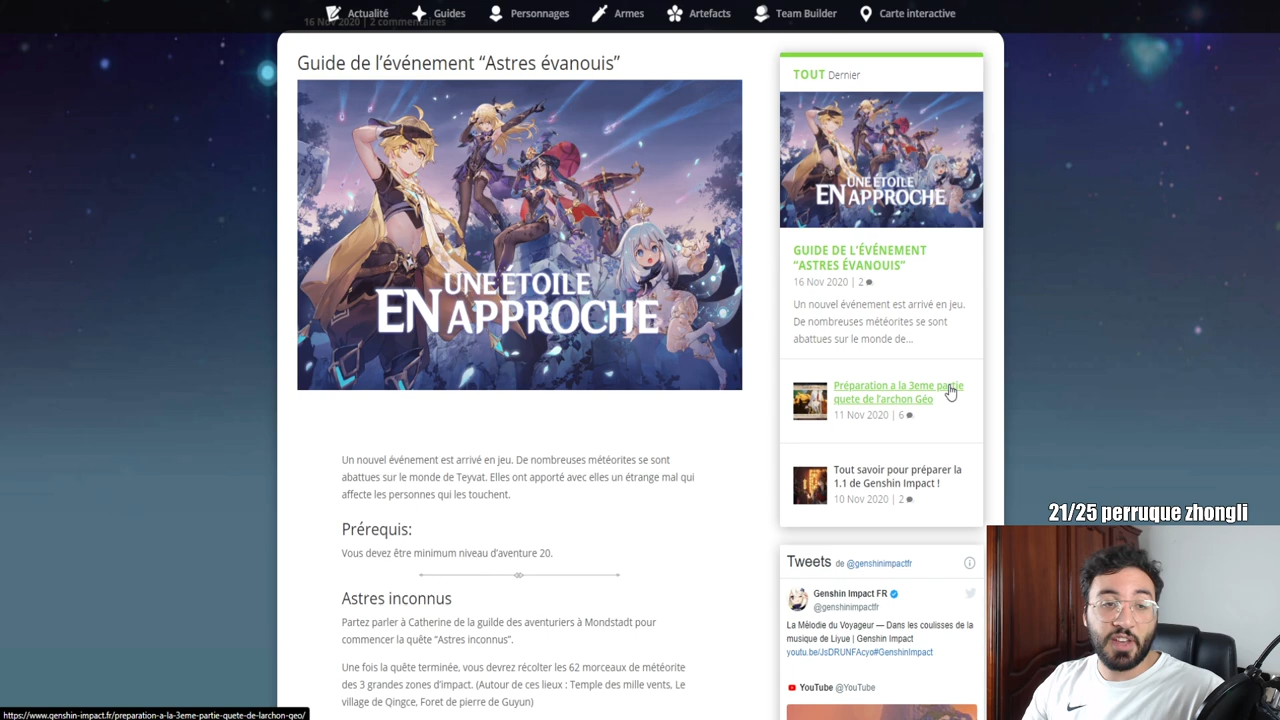 Actualité
Guides
Personnages
Armes
Artefacts
Team Builder
Carte interactive
16 Nov 2020 | 2 commentaires
Guide de l’événement “Astres évanouis”
UNE ÉTOILE
EN APPROCHE
Un nouvel événement est arrivé en jeu. De nombreuses météorites se sont
abattues sur le monde de Teyvat. Elles ont apporté avec elles un étrange mal qui
affecte les personnes qui les touchent.
Prérequis:
Vous devez être minimum niveau d’aventure 20.
Astres inconnus
Partez parler à Catherine de la guilde des aventuriers à Mondstadt pour
commencer la quête “Astres inconnus”.
Une fois la quête terminée, vous devrez récolter les 62 morceaux de météorite
des 3 grandes zones d’impact. (Autour de ces lieux : Temple des mille vents, Le
village de Qingce, Foret de pierre de Guyun)
TOUT Dernier
UNE ÉTOILE
EN APPROCHE
GUIDE DE L’ÉVÉNEMENT
“ASTRES ÉVANOUIS”
16 Nov 2020 | 2
Un nouvel événement est arrivé en jeu.
De nombreuses météorites se sont
abattues sur le monde de...
Préparation a la 3eme partie
quete de l’archon Géo
11 Nov 2020 | 6
Tout savoir pour préparer la
1.1 de Genshin Impact !
10 Nov 2020 | 2
Tweets de @genshinimpactfr
Genshin Impact FR
@genshinimpactfr
La Mélodie du Voyageur — Dans les coulisses de la
musique de Liyue | Genshin Impact
youtu.be/JsDRUNFAcyo#GenshinImpact
YouTube @YouTube
21/25 perruque zhongli
https://www.genshin-impact.fr/preparation-a-la-3eme-partie-quete-de-larchon-geo/